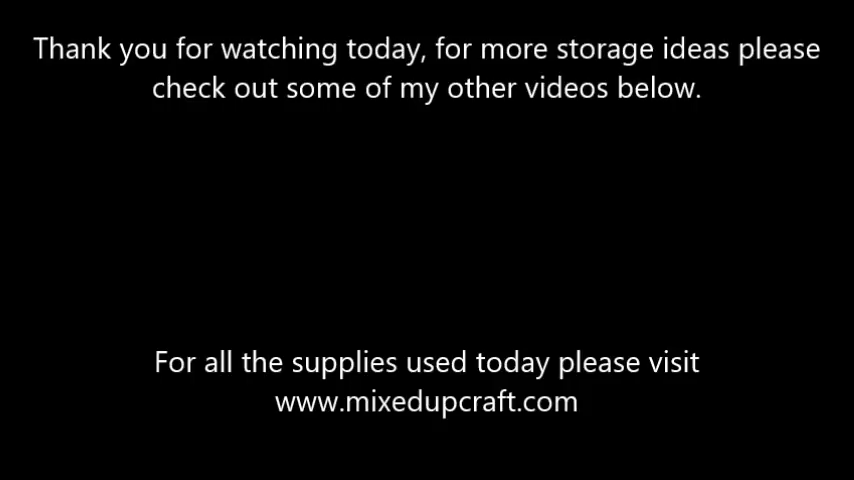 Thank you for watching today, for more storage ideas please
check out some of my other videos below.
For all the supplies used today please visit
www.mixedupcraft.com